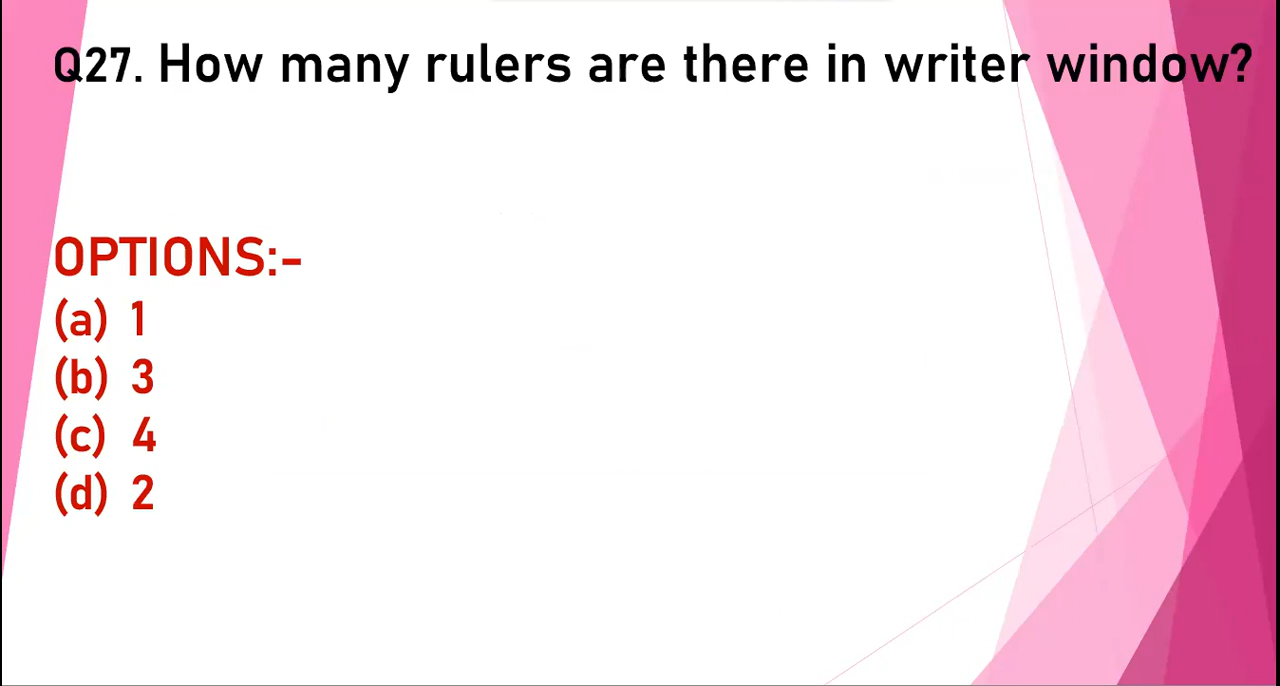 Q27. How many rulers are there in writer window?
OPTIONS:-
(a) 1
(b) 3
(c) 4
(d) 2